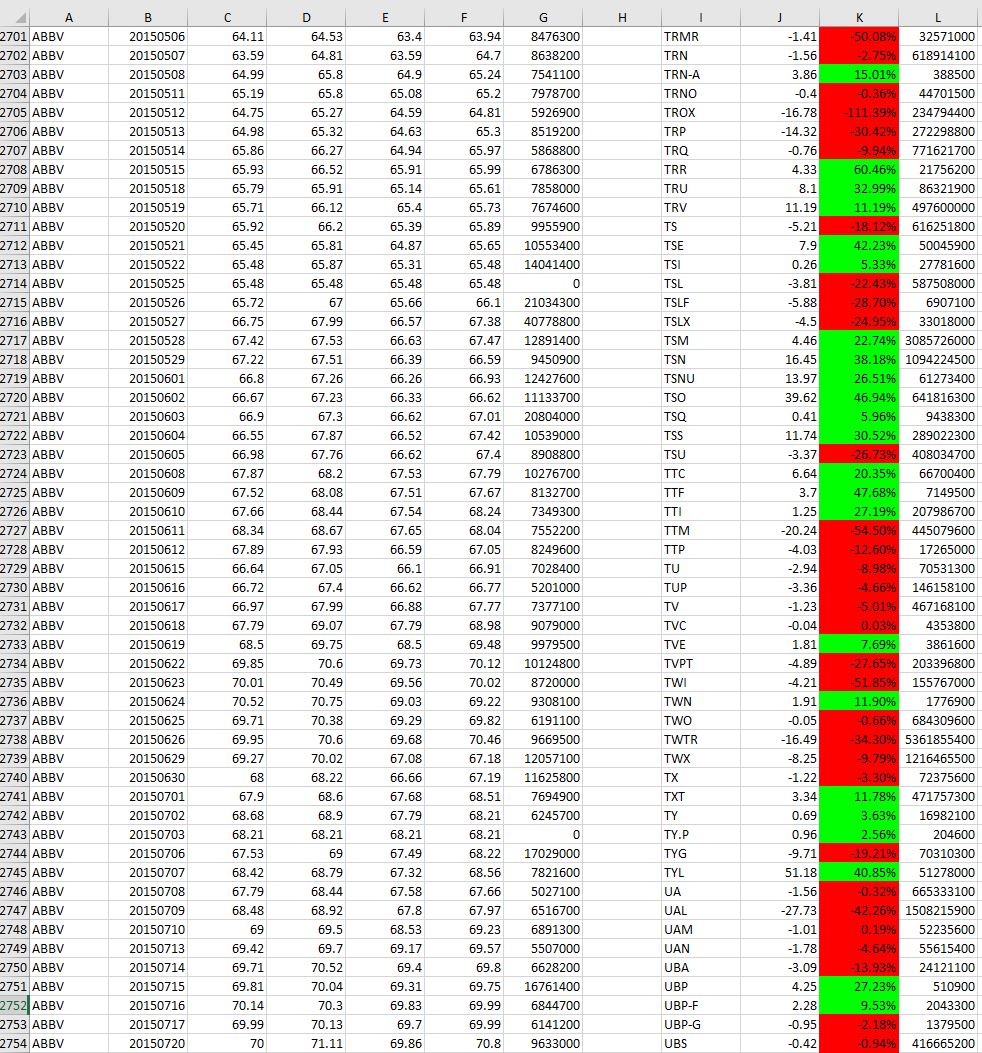 A B C D E F G H I J K L
2701 ABBV 20150506 64.11 64.53 63.4 63.94 8476300 TRMR -1.41 -50.08% 32571000
2702 ABBV 20150507 63.59 64.81 63.59 64.7 8638200 TRN -1.56 -2.75% 618914100
2703 ABBV 20150508 64.99 65.8 64.9 65.24 7541100 TRN-A 3.86 15.01% 388500
2704 ABBV 20150511 65.19 65.8 65.08 65.2 7978700 TRNO -0.4 -0.36% 44701500
2705 ABBV 20150512 64.75 65.27 64.59 64.81 5926900 TROX -16.78 -111.39% 234794400
2706 ABBV 20150513 64.98 65.32 64.63 65.3 8519200 TRP -14.32 -30.42% 272298800
2707 ABBV 20150514 65.86 66.27 64.94 65.97 5868800 TRQ -0.76 -9.94% 771621700
2708 ABBV 20150515 65.93 66.52 65.91 65.99 6786300 TRR 4.33 60.46% 21756200
2709 ABBV 20150518 65.79 65.91 65.14 65.61 7858000 TRU 8.1 32.99% 86321900
2710 ABBV 20150519 65.71 66.12 65.4 65.73 7674600 TRV 11.19 11.19% 497600000
2711 ABBV 20150520 65.92 66.2 65.39 65.89 9955900 TS -5.21 -18.12% 616251800
2712 ABBV 20150521 65.45 65.81 64.87 65.65 10553400 TSE 7.9 42.23% 50045900
2713 ABBV 20150522 65.48 65.87 65.31 65.48 14041400 TSI 0.26 5.33% 27781600
2714 ABBV 20150525 65.48 65.48 65.48 65.48 0 TSL -3.81 -22.43% 587508000
2715 ABBV 20150526 65.72 67 65.66 66.1 21034300 TSLF -5.88 -28.70% 6907100
2716 ABBV 20150527 66.75 67.99 66.57 67.38 40778800 TSLX -4.5 -24.95% 33018000
2717 ABBV 20150528 67.42 67.53 66.63 67.47 12891400 TSM 4.46 22.74% 3085726000
2718 ABBV 20150529 67.22 67.51 66.39 66.59 9450900 TSN 16.45 38.18% 1094224500
2719 ABBV 20150601 66.8 67.26 66.26 66.93 12427600 TSNU 13.97 26.51% 61273400
2720 ABBV 20150602 66.67 67.23 66.33 66.62 11133700 TSO 39.62 46.94% 641816300
2721 ABBV 20150603 66.9 67.3 66.62 67.01 20804000 TSQ 0.41 5.96% 9438300
2722 ABBV 20150604 66.55 67.87 66.52 67.42 10539000 TSS 11.74 30.52% 289022300
2723 ABBV 20150605 66.98 67.76 66.62 67.4 8908800 TSU -3.37 -26.73% 408034700
2724 ABBV 20150608 67.87 68.2 67.53 67.79 10276700 TTC 6.64 20.35% 66700400
2725 ABBV 20150609 67.52 68.08 67.51 67.67 8132700 TTF 3.7 47.68% 7149500
2726 ABBV 20150610 67.66 68.44 67.54 68.24 7349300 TTI 1.25 27.19% 207986700
2727 ABBV 20150611 68.34 68.67 67.65 68.04 7552200 TTM -20.24 -54.50% 445079600
2728 ABBV 20150612 67.89 67.93 66.59 67.05 8249600 TTP -4.03 -12.60% 17265000
2729 ABBV 20150615 66.64 67.05 66.1 66.91 7028400 TU -2.94 -8.98% 70531300
2730 ABBV 20150616 66.72 67.4 66.62 66.77 5201000 TUP -3.36 -4.66% 146158100
2731 ABBV 20150617 66.97 67.99 66.88 67.77 7377100 TV -1.23 -5.01% 467168100
2732 ABBV 20150618 67.79 69.07 67.79 68.98 9079000 TVC -0.04 0.03% 4353800
2733 ABBV 20150619 68.5 69.75 68.5 69.48 9979500 TVE 1.81 7.69% 3861600
2734 ABBV 20150622 69.85 70.6 69.73 70.12 10124800 TVPT -4.89 -27.65% 203396800
2735 ABBV 20150623 70.01 70.49 69.56 70.02 8720000 TWI -4.21 -51.85% 155767000
2736 ABBV 20150624 70.52 70.75 69.03 69.22 9308100 TWN 1.91 11.90% 1776900
2737 ABBV 20150625 69.71 70.38 69.29 69.82 6191100 TWO -0.05 -0.66% 684309600
2738 ABBV 20150626 69.95 70.6 69.68 70.46 9669500 TWTR -16.49 -34.30% 5361855400
2739 ABBV 20150629 69.27 70.02 67.08 67.18 12057100 TWX -8.25 -9.79% 1216465500
2740 ABBV 20150630 68 68.22 66.66 67.19 11625800 TX -1.22 -3.30% 72375600
2741 ABBV 20150701 67.9 68.6 67.68 68.51 7694900 TXT 3.34 11.78% 471757300
2742 ABBV 20150702 68.68 68.9 67.79 68.21 6245700 TY 0.69 3.63% 16982100
2743 ABBV 20150703 68.21 68.21 68.21 68.21 0 TY.P 0.96 2.56% 204600
2744 ABBV 20150706 67.53 69 67.49 68.22 17029000 TYG -9.71 -19.21% 70310300
2745 ABBV 20150707 68.42 68.79 67.32 68.56 7821600 TYL 51.18 40.85% 51278000
2746 ABBV 20150708 67.79 68.44 67.58 67.66 5027100 UA -1.56 -0.32% 665333100
2747 ABBV 20150709 68.48 68.92 67.8 67.97 6516700 UAL -27.73 -42.26% 1508215900
2748 ABBV 20150710 69 69.5 68.53 69.23 6891300 UAM -1.01 0.19% 52235600
2749 ABBV 20150713 69.42 69.7 69.17 69.57 5507000 UAN -1.78 -4.64% 55615400
2750 ABBV 20150714 69.71 70.52 69.4 69.8 6628200 UBA -3.09 -13.93% 24121100
2751 ABBV 20150715 69.81 70.04 69.31 69.75 16761400 UBP 4.25 27.23% 510900
2752 ABBV 20150716 70.14 70.3 69.83 69.99 6844700 UBP-F 2.28 9.53% 2043300
2753 ABBV 20150717 69.99 70.13 69.7 69.99 6141200 UBP-G -0.95 -2.18% 1379500
2754 ABBV 20150720 70 71.11 69.86 70.8 9633000 UBS -0.42 -0.94% 416665200